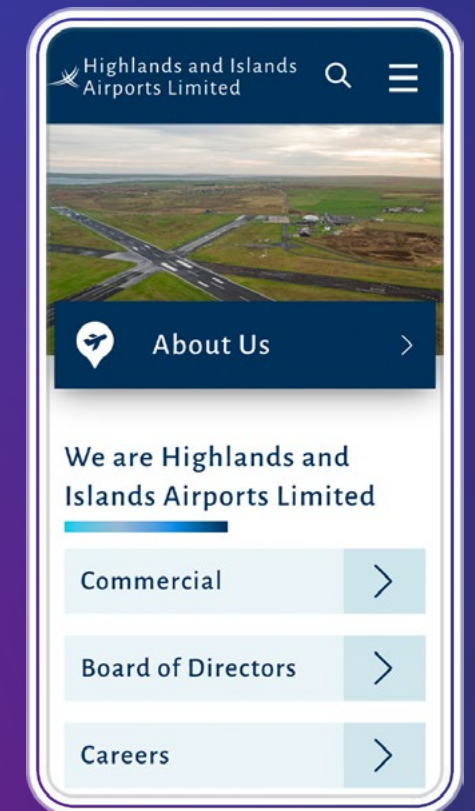 Highlands and Islands
Airports Limited
About Us
We are Highlands and
Islands Airports Limited
Commercial
Board of Directors
Careers